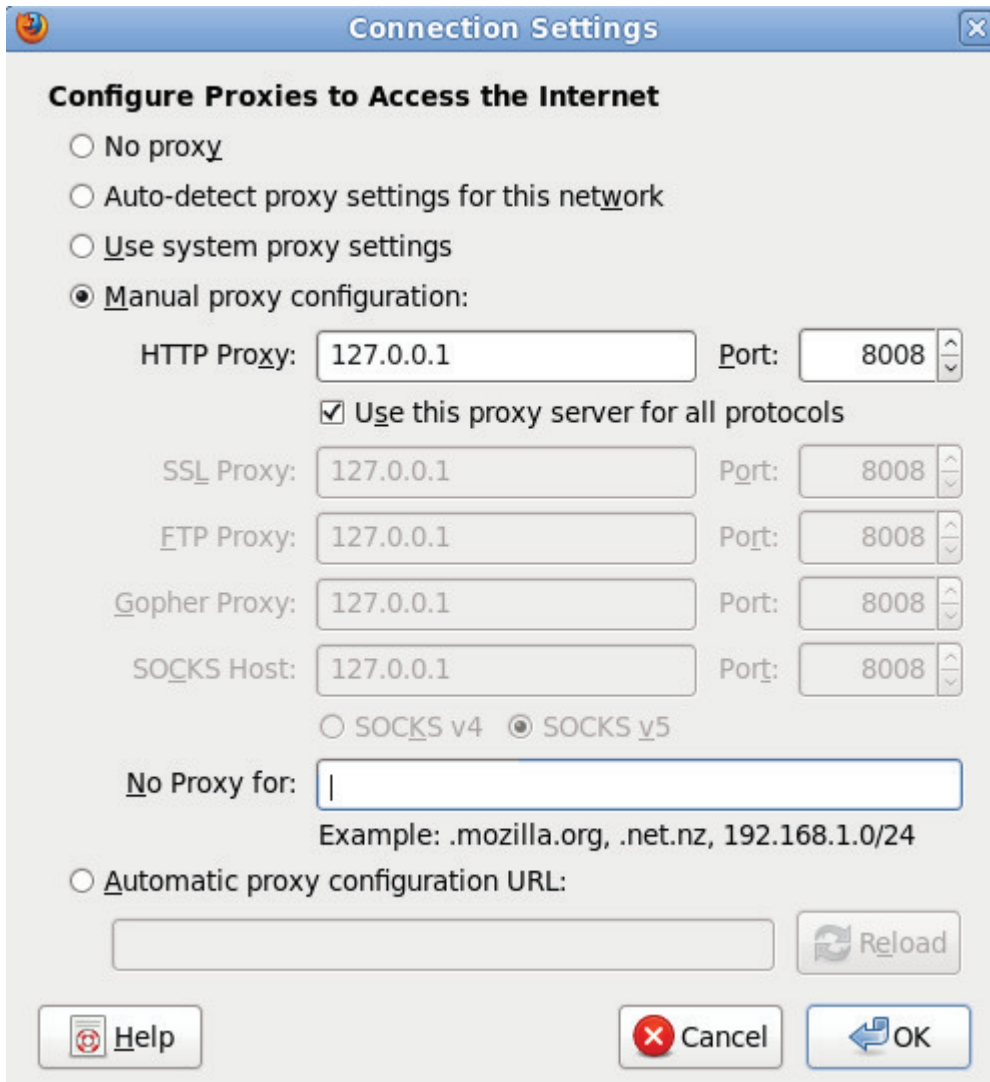 Connection Settings
Configure Proxies to Access the Internet
No proxy
Auto-detect proxy settings for this network
Use system proxy settings
Manual proxy configuration:
HTTP Proxy: 127.0.0.1 Port: 8008
Use this proxy server for all protocols
SSL Proxy: 127.0.0.1 Port: 8008
FTP Proxy: 127.0.0.1 Port: 8008
Gopher Proxy: 127.0.0.1 Port: 8008
SOCKS Host: 127.0.0.1 Port: 8008
SOCKS v4 SOCKS v5
No Proxy for:
Example: .mozilla.org, .net.nz, 192.168.1.0/24
Automatic proxy configuration URL:
Reload
Help Cancel OK